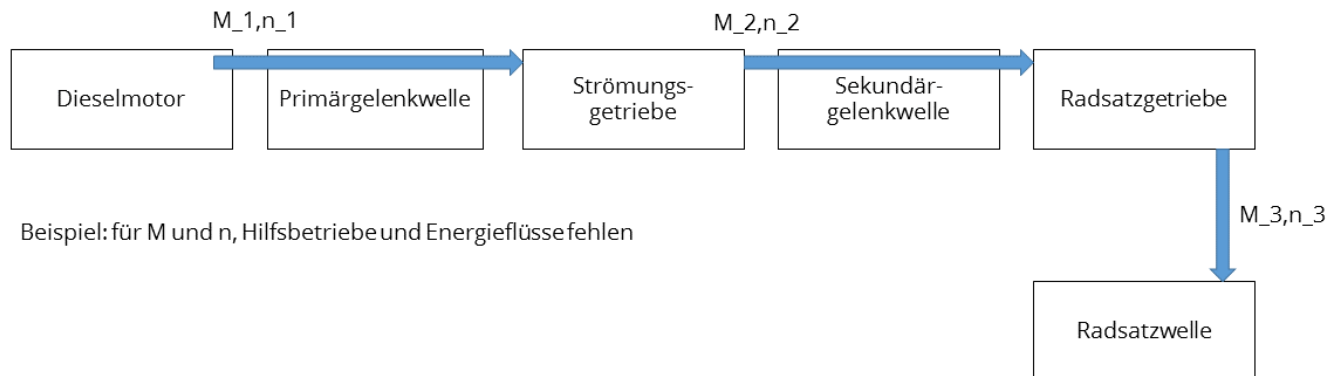 M_1,n_1
M_2,n_2
Dieselmotor
Primärgelenkwelle
Strömungs-
getriebe
Sekundär-
gelenkwelle
Radsatzgetriebe
M_3,n_3
Beispiel: für M und n, Hilfsbetriebe und Energieflüsse fehlen
Radsatzwelle